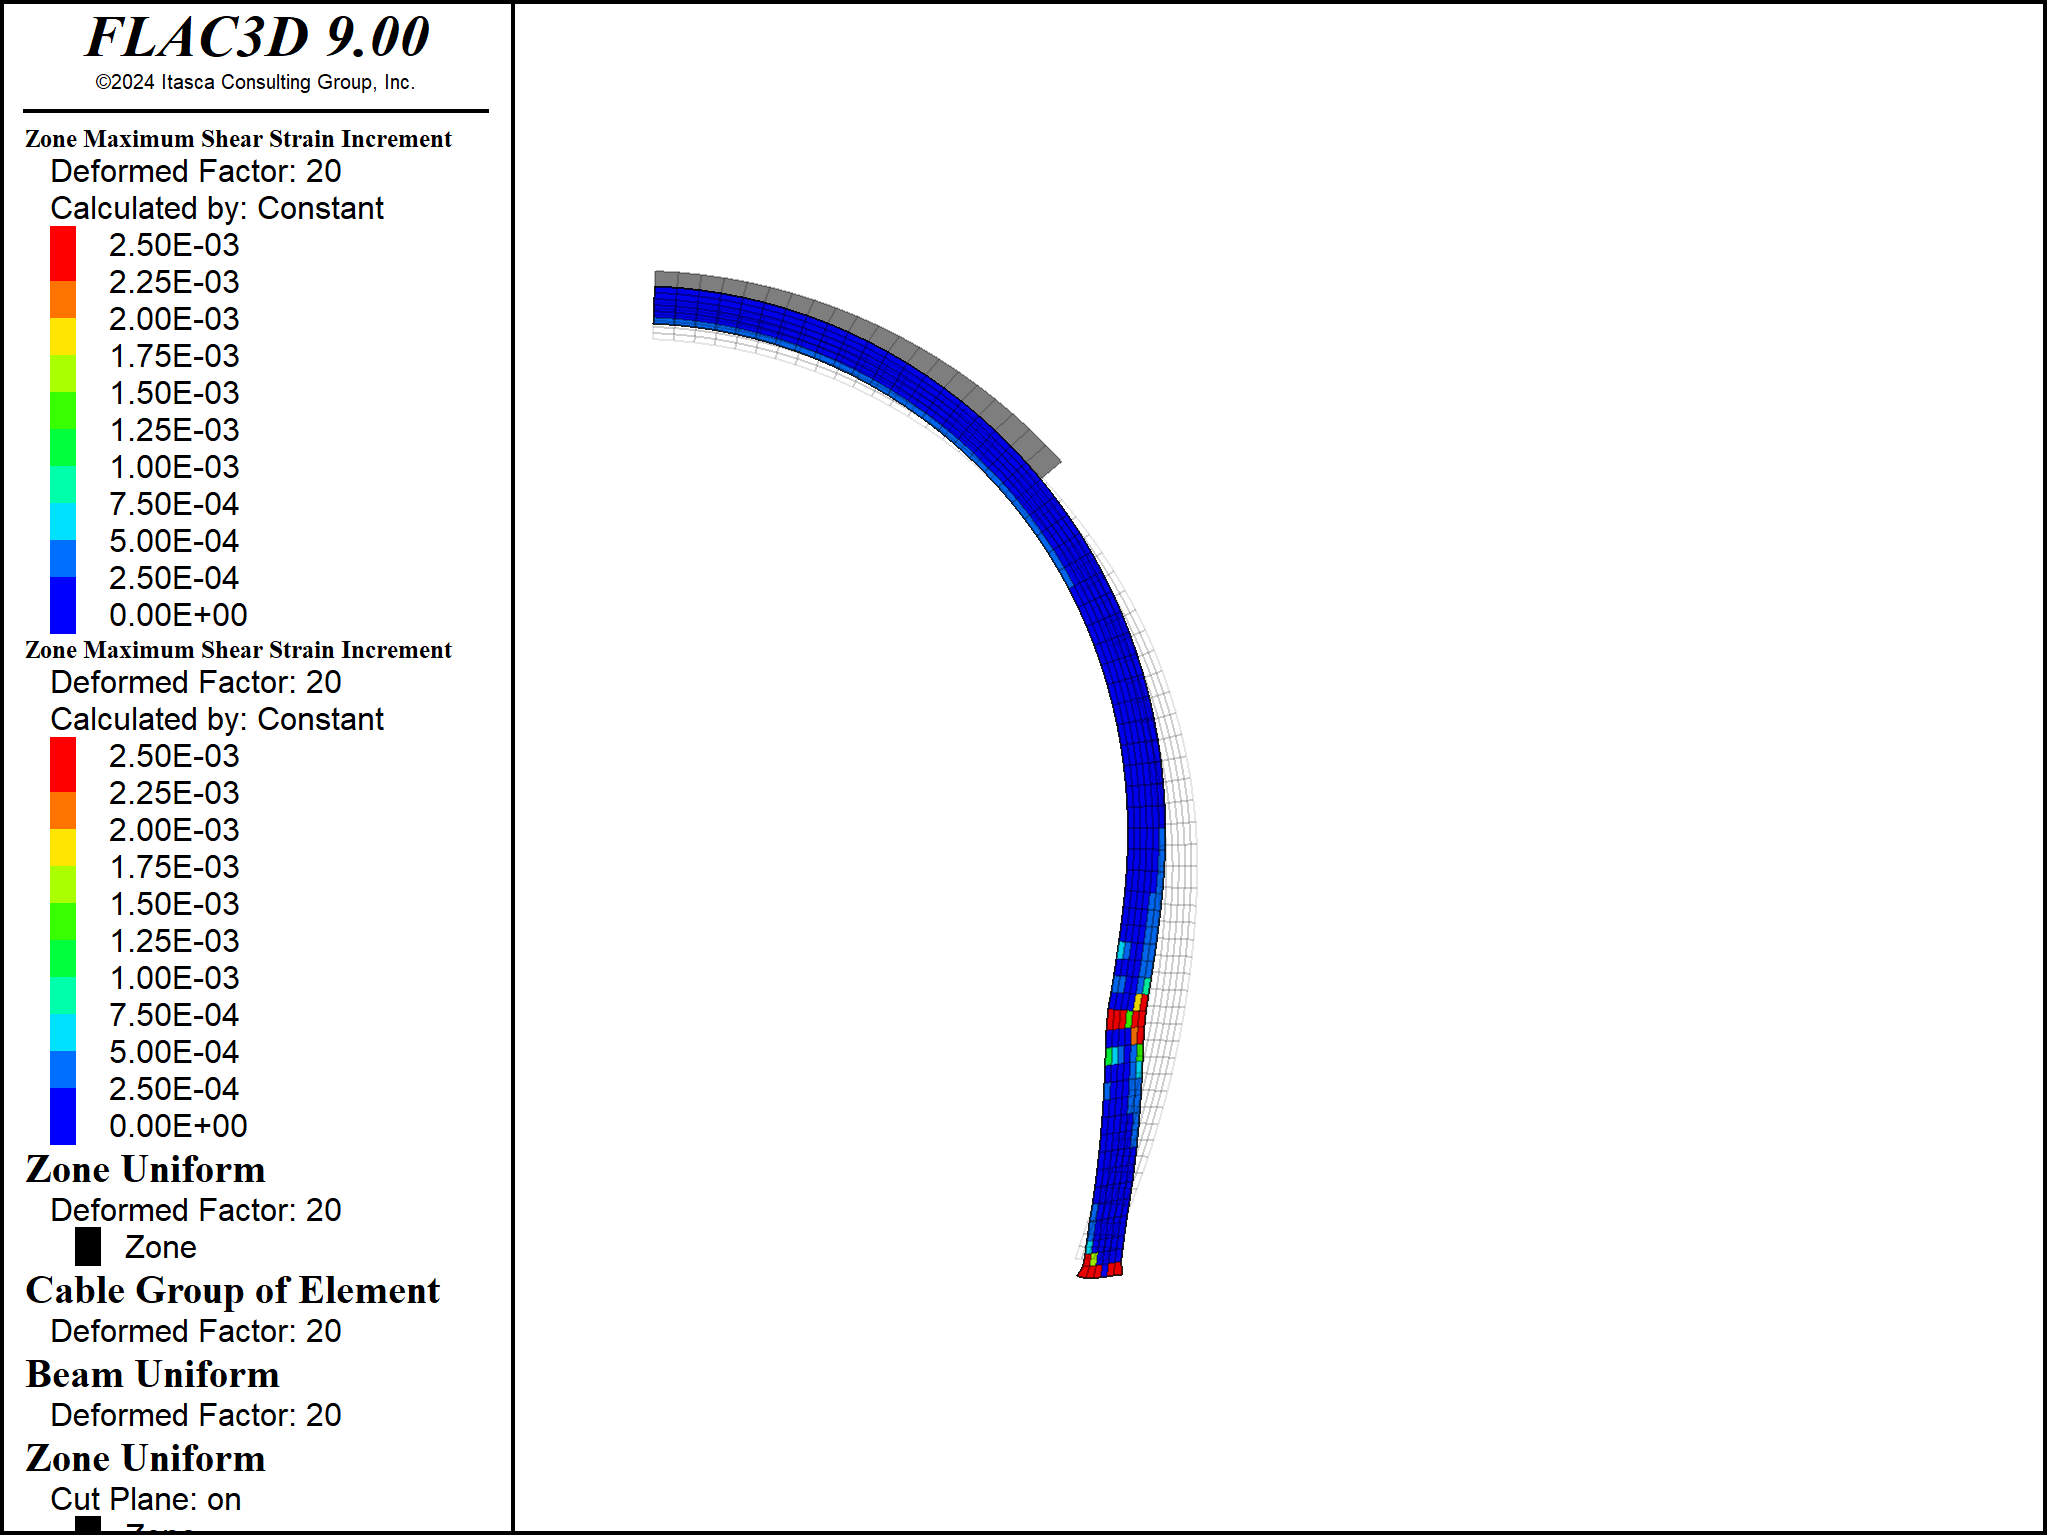 FLAC3D 9.00
©2024 Itasca Consulting Group, Inc.
Zone Maximum Shear Strain Increment
Deformed Factor: 20
Calculated by: Constant
2.50E-03
2.25E-03
2.00E-03
1.75E-03
1.50E-03
1.25E-03
1.00E-03
7.50E-04
5.00E-04
2.50E-04
0.00E+00
Zone Maximum Shear Strain Increment
Deformed Factor: 20
Calculated by: Constant
2.50E-03
2.25E-03
2.00E-03
1.75E-03
1.50E-03
1.25E-03
1.00E-03
7.50E-04
5.00E-04
2.50E-04
0.00E+00
Zone Uniform
Deformed Factor: 20
Zone
Cable Group of Element
Deformed Factor: 20
Beam Uniform
Deformed Factor: 20
Zone Uniform
Cut Plane: on